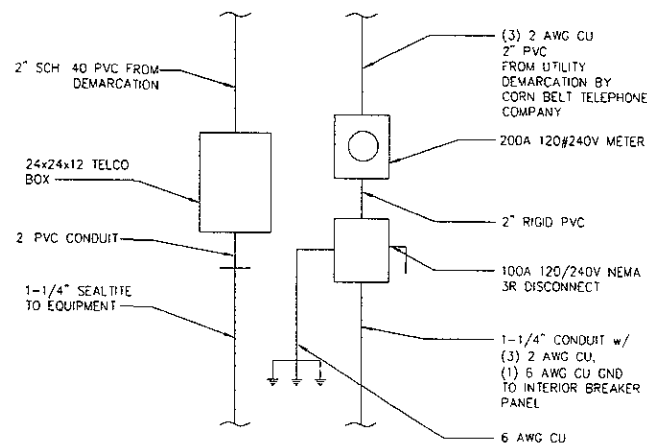 2" SCH 40 PVC FROM
DEMARCATION
24x24x12 TELCO
BOX
2 PVC CONDUIT
1-1/4" SEALTITE
TO EQUIPMENT
(3) 2 AWG CU
2" PVC
FROM UTILITY
DEMARCATION BY
CORN BELT TELEPHONE
COMPANY
200A 120#240V METER
2" RIGID PVC
100A 120/240V NEMA
3R DISCONNECT
1-1/4" CONDUIT w/
(3) 2 AWG CU,
(1) 6 AWG CU GND
TO INTERIOR BREAKER
PANEL
6 AWG CU